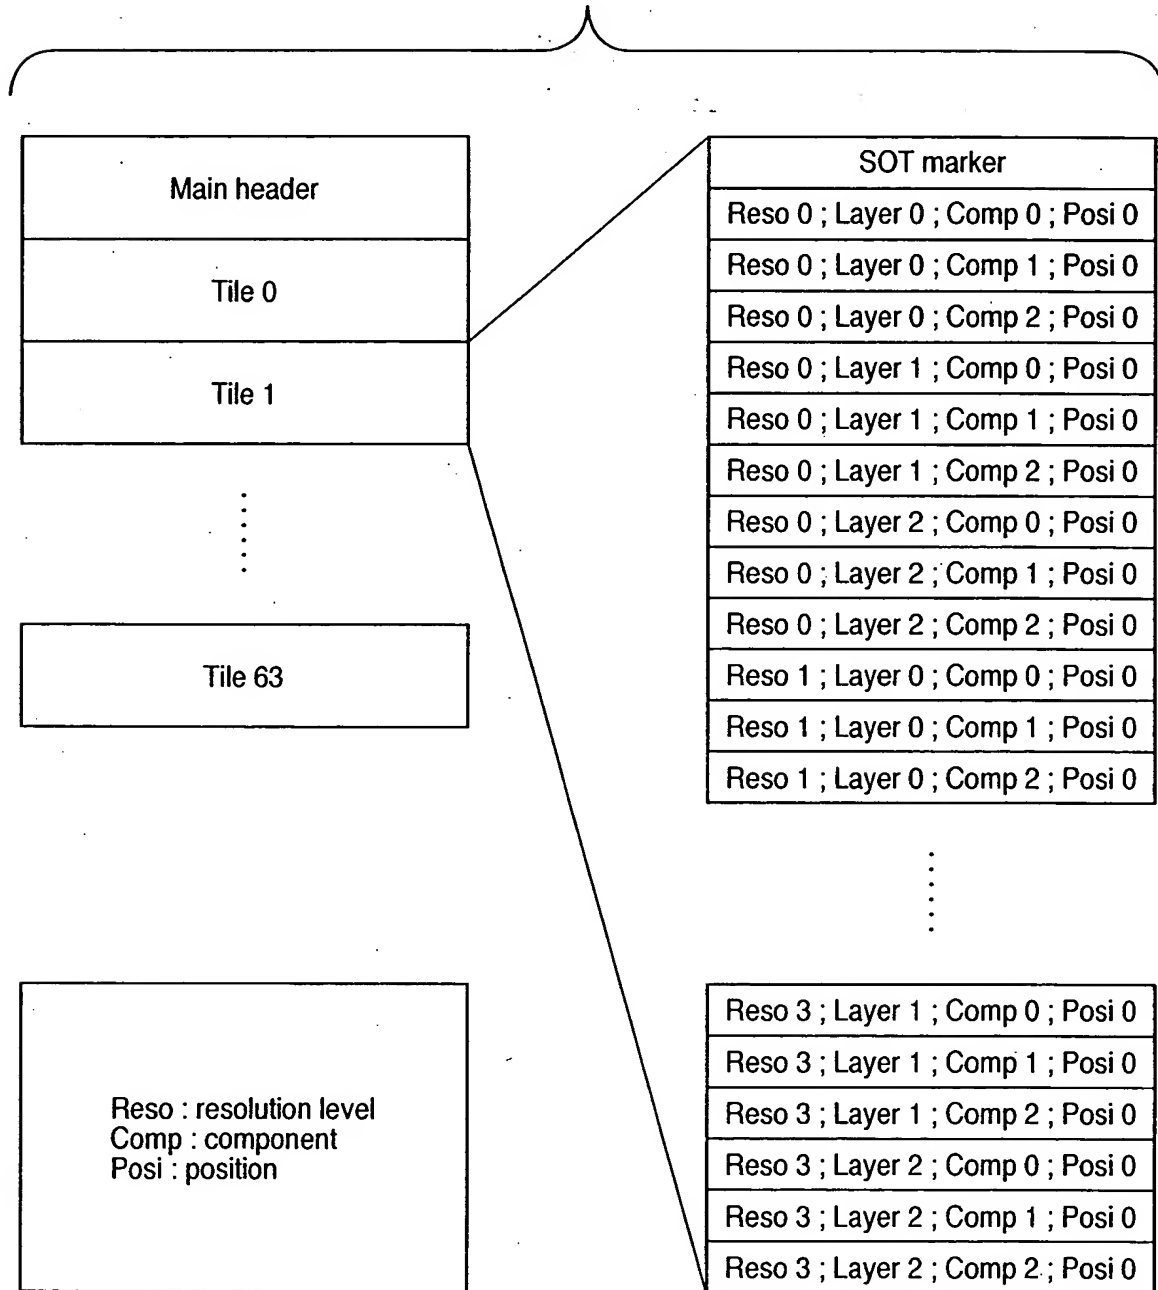 Main header
Tile 0
Tile 1
Tile 63
Reso : resolution level
Comp : component
Posi : position
SOT marker
Reso 0 ; Layer 0 ; Comp 0 ; Posi 0
Reso 0 ; Layer 0 ; Comp 1 ; Posi 0
Reso 0 ; Layer 0 ; Comp 2 ; Posi 0
Reso 0 ; Layer 1 ; Comp 0 ; Posi 0
Reso 0 ; Layer 1 ; Comp 1 ; Posi 0
Reso 0 ; Layer 1 ; Comp 2 ; Posi 0
Reso 0 ; Layer 2 ; Comp 0 ; Posi 0
Reso 0 ; Layer 2 ; Comp 1 ; Posi 0
Reso 0 ; Layer 2 ; Comp 2 ; Posi 0
Reso 1 ; Layer 0 ; Comp 0 ; Posi 0
Reso 1 ; Layer 0 ; Comp 1 ; Posi 0
Reso 1 ; Layer 0 ; Comp 2 ; Posi 0
Reso 3 ; Layer 1 ; Comp 0 ; Posi 0
Reso 3 ; Layer 1 ; Comp 1 ; Posi 0
Reso 3 ; Layer 1 ; Comp 2 ; Posi 0
Reso 3 ; Layer 2 ; Comp 0 ; Posi 0
Reso 3 ; Layer 2 ; Comp 1 ; Posi 0
Reso 3 ; Layer 2 ; Comp 2 ; Posi 0